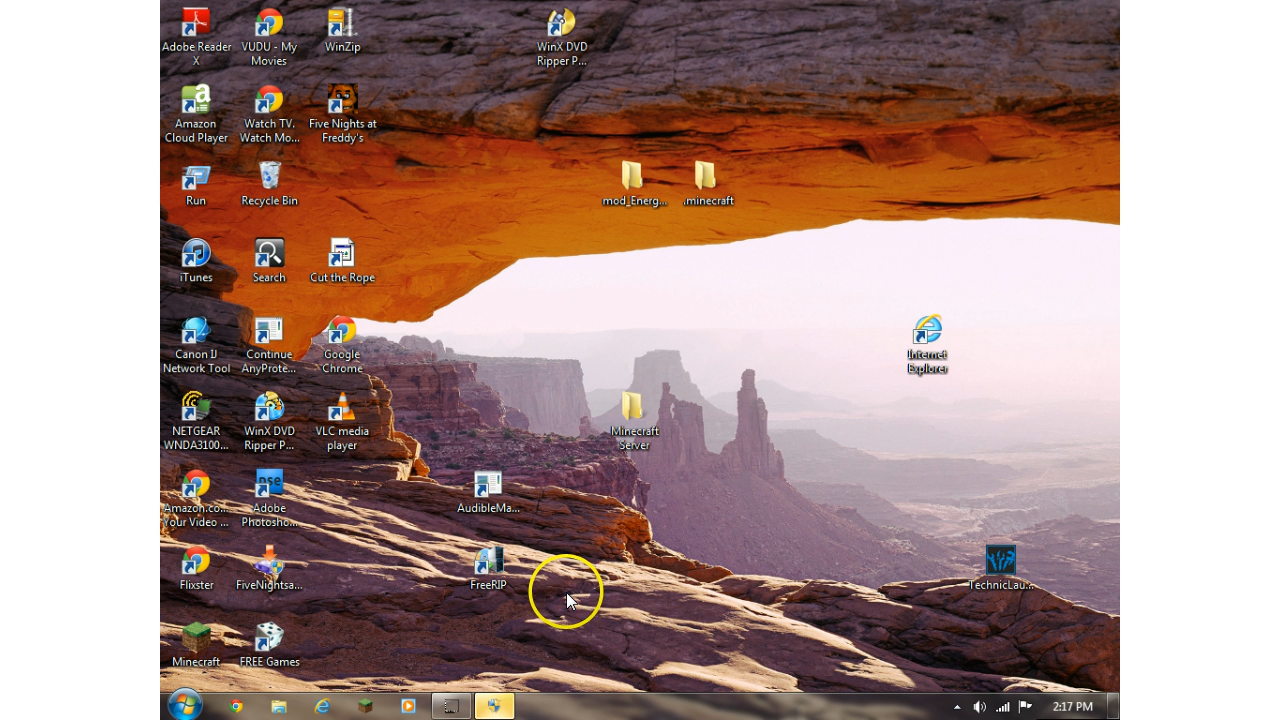 Adobe Reader
X
VUDU - My
Movies
WinZip
WinX DVD
Ripper P...
Amazon
Cloud Player
Watch TV.
Watch Mo...
Five Nights at
Freddy's
Run
Recycle Bin
mod_Energ...
.minecraft
iTunes
Search
Cut the Rope
Canon IJ
Network Tool
Continue
AnyProte...
Google
Chrome
Internet
Explorer
NETGEAR
WNDA3100...
WinX DVD
Ripper P...
VLC media
player
Minecraft
Server
Amazon.co...
Your Video ...
Adobe
Photosho...
AudibleMa...
Flixster
FiveNightsa...
FreeRIP
TechnicLau...
Minecraft
FREE Games
2:17 PM